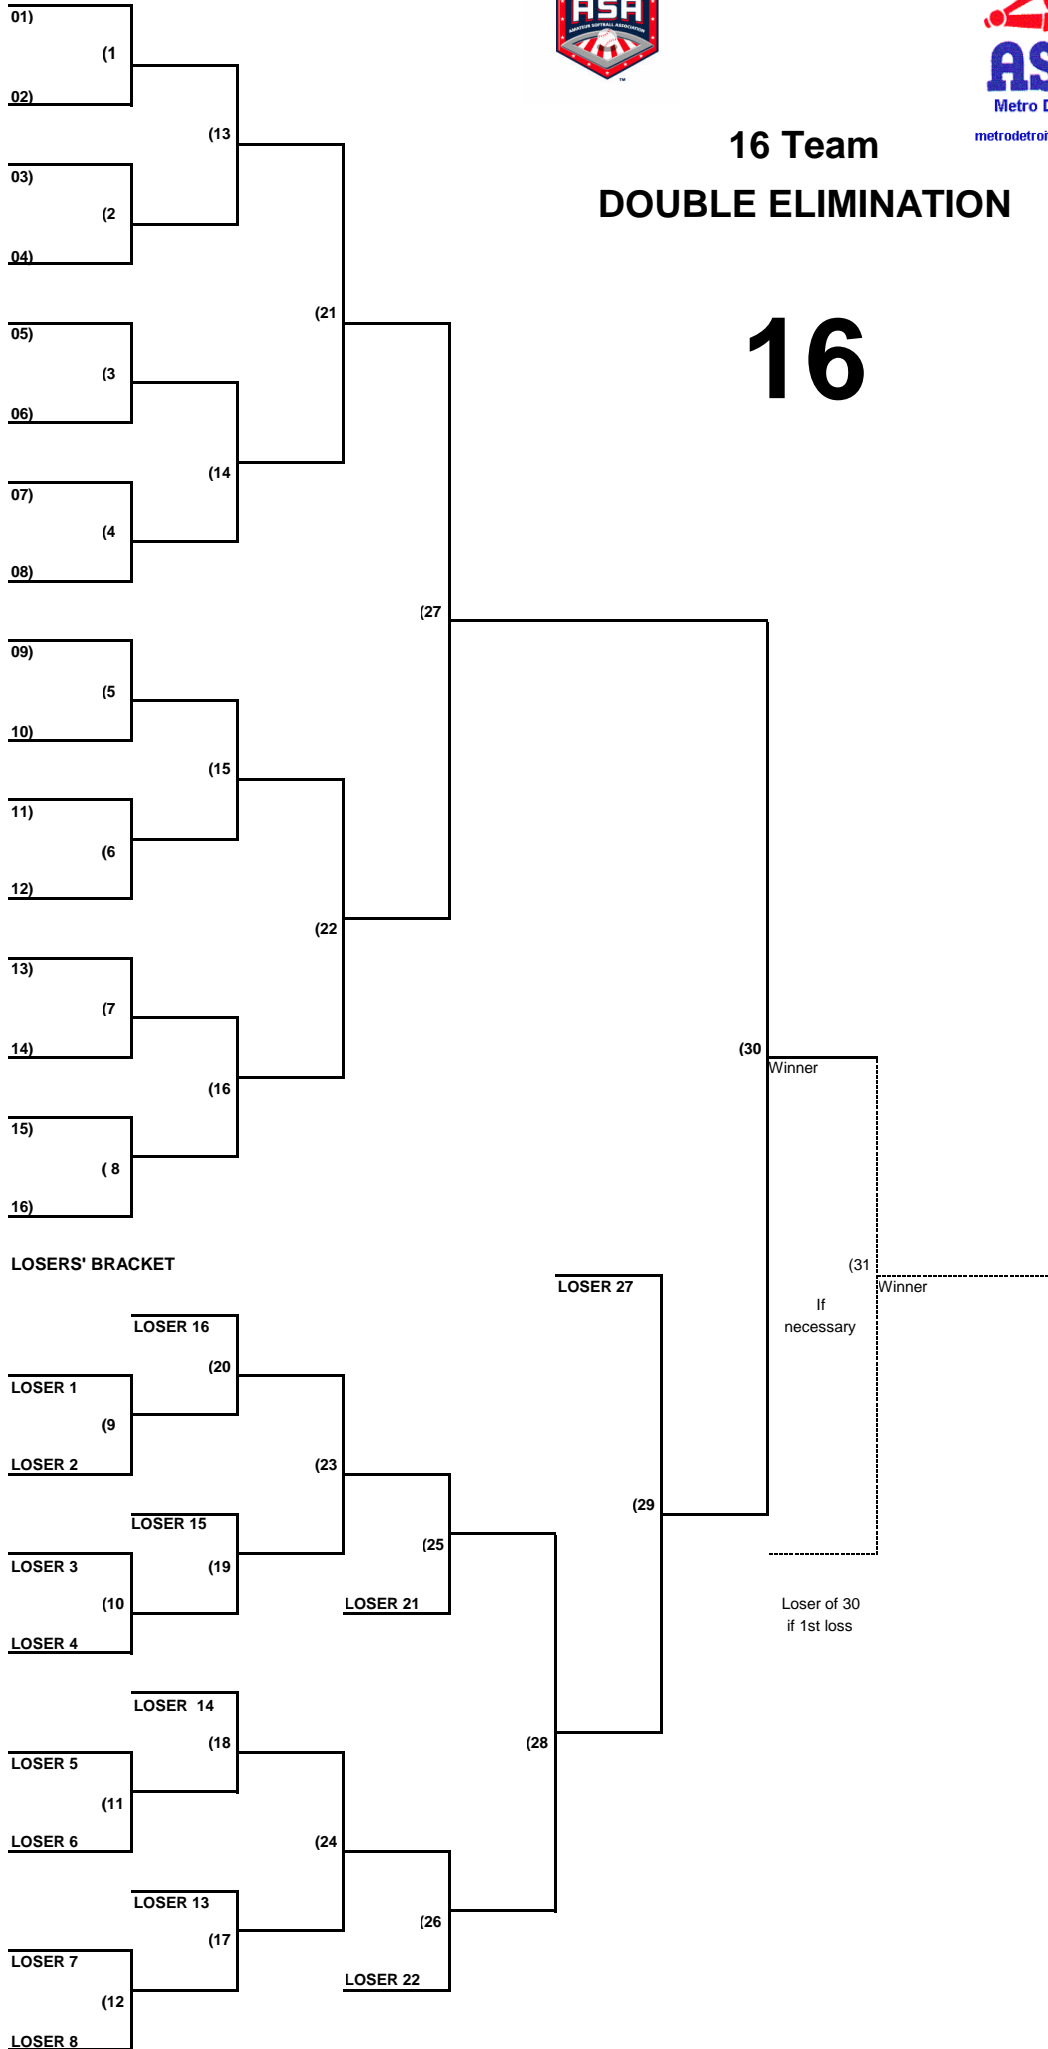 ASA
AMATEUR SOFTBALL ASSOCIATION
TM
Metro D
metrodetroi
16 Team
DOUBLE ELIMINATION
16
01)
(1
02)
(13
03)
(2
04)
(21
05)
(3
06)
(14
07)
(4
08)
(27
09)
(5
10)
(15
11)
(6
12)
(22
13)
(7
14)
(30
Winner
(16
15)
( 8
16)
LOSERS' BRACKET
(31
Winner
If
necessary
LOSER 27
LOSER 16
(20
LOSER 1
(9
LOSER 2
(23
(29
LOSER 15
(25
LOSER 3
(19
(10
LOSER 21
Loser of 30
if 1st loss
LOSER 4
LOSER  14
(18
(28
LOSER 5
(11
LOSER 6
(24
LOSER 13
(26
(17
LOSER 7
LOSER 22
(12
LOSER 8